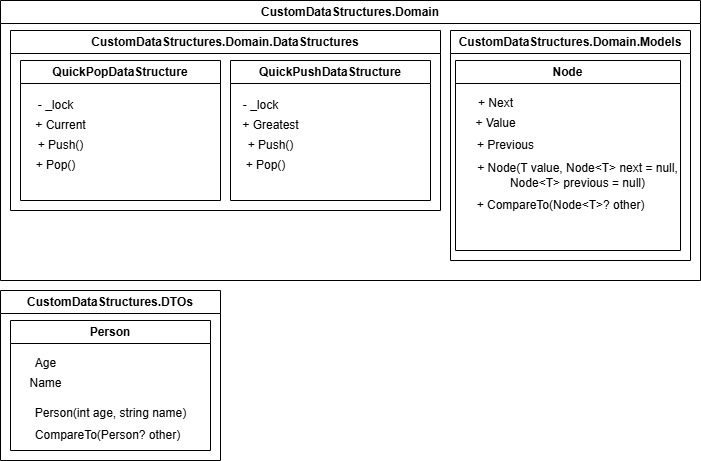 CustomDataStructures.Domain
CustomDataStructures.Domain.DataStructures
QuickPopDataStructure
- _lock
+ Current
+ Push()
+ Pop()
QuickPushDataStructure
- _lock
+ Greatest
+ Push()
+ Pop()
CustomDataStructures.Domain.Models
Node
+ Next
+ Value
+ Previous
+ Node(T value, Node<T> next = null,
Node<T> previous = null)
+ CompareTo(Node<T>? other)
CustomDataStructures.DTOs
Person
Age
Name
Person(int age, string name)
CompareTo(Person? other)